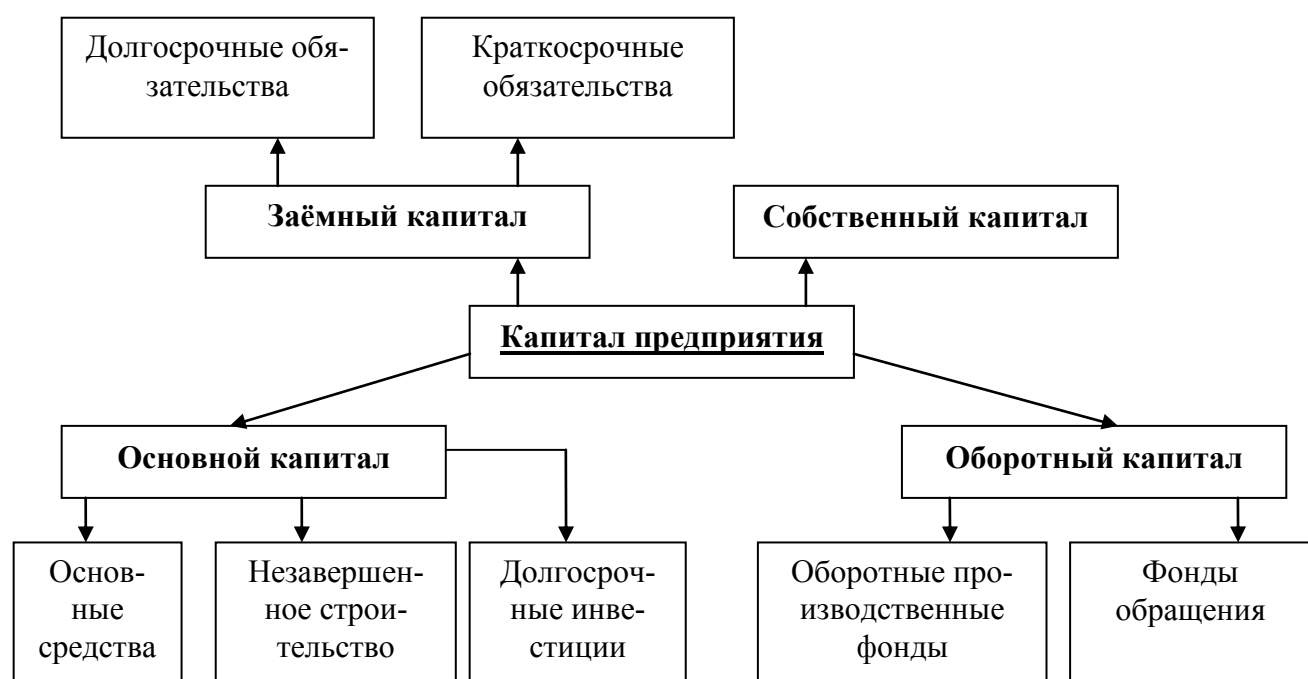 Долгосрочные обя-
зательства
Краткосрочные
обязательства
Заёмный капитал
Собственный капитал
Капитал предприятия
Основной капитал
Оборотный капитал
Основ-
ные
средства
Незавершен-
ное строи-
тельство
Долгосроч-
ные инве-
стиции
Оборотные про-
изводственные
фонды
Фонды
обращения